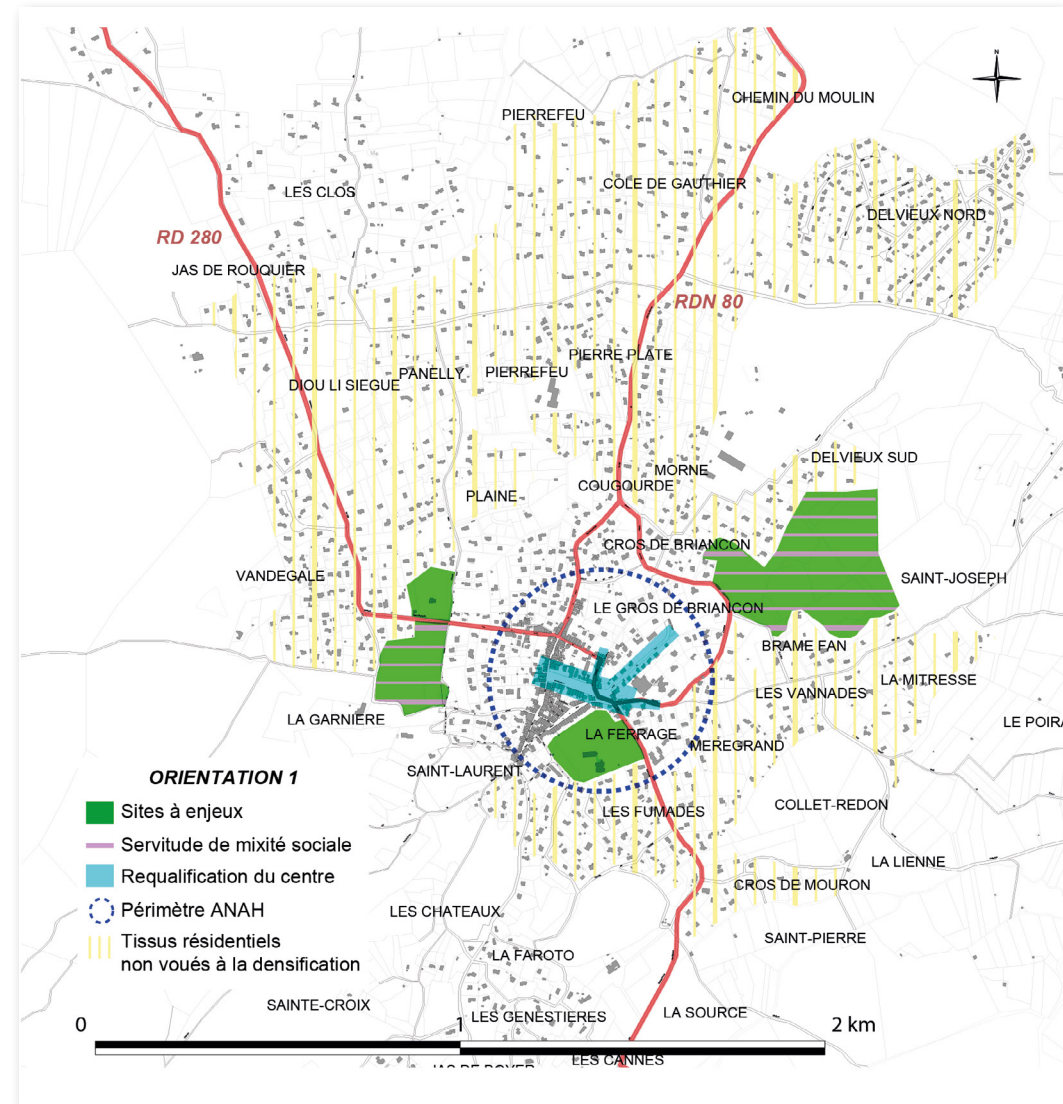 N
CHEMIN DU MOULIN
PIERREFEU
COLE DE GAUTHIER
LES CLOS
DELVIEUX NORD
RD 280
JAS DE ROUQUIER
RDN 80
PIERRE PLATE
PANELLY
PIERREFEU
DIOU LI SIEGUE
DELVIEUX SUD
MORNE
COUGOURDE
PLAINE
CROS DE BRIANCON
VANDEGALE
SAINT-JOSEPH
LE GROS DE BRIANCON
BRAME FAN
LA MITRESSE
LES VANNADES
LA GARNIERE
LE POIRA
LA FERRAGE
MEREGRAND
SAINT-LAURENT
COLLET-REDON
LES FUMADES
LA LIENNE
CROS DE MOURON
LES CHATEAUX
SAINT-PIERRE
LA FAROTO
SAINTE-CROIX
LES GENESTIERES
LA SOURCE
LES CANNES
JAS DE BOYER
ORIENTATION 1
Sites à enjeux
Servitude de mixité sociale
Requalification du centre
Périmètre ANAH
Tissus résidentiels
non voués à la densification
0
1
2 km